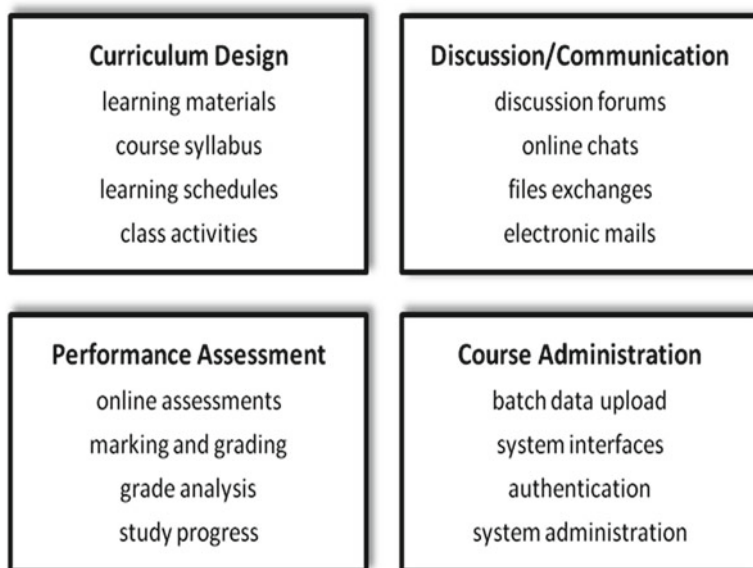 Curriculum Design
learning materials
course syllabus
learning schedules
class activities
Discussion/Communication
discussion forums
online chats
files exchanges
electronic mails
Performance Assessment
online assessments
marking and grading
grade analysis
study progress
Course Administration
batch data upload
system interfaces
authentication
system administration